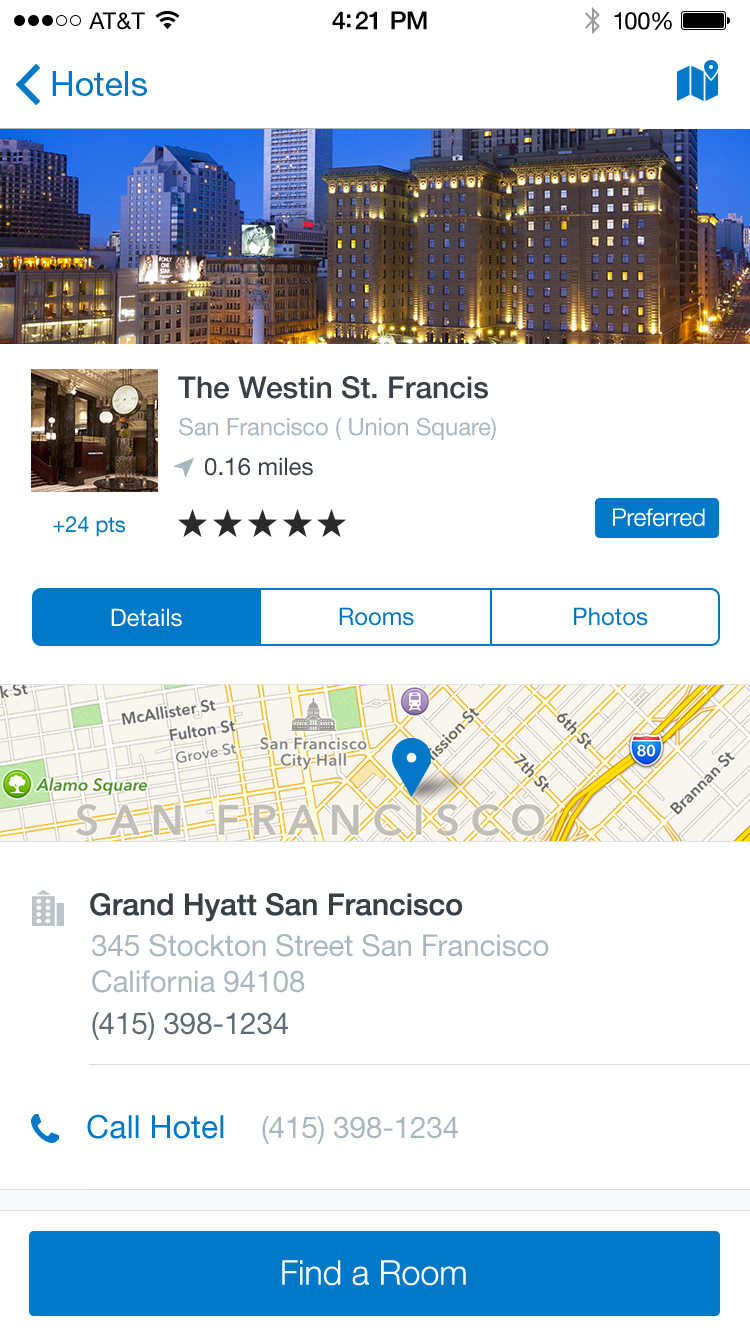 AT&T 4:21 PM 100%
Hotels
The Westin St. Francis
San Francisco ( Union Square)
0.16 miles
+24 pts
Preferred
Details Rooms Photos
k St
McAllister St
Fulton St
Grove St
San Francisco
City Hall
ission St
6th St
7th St
80
Brannan St
Alamo Square
SAN FRANCISCO
Grand Hyatt San Francisco
345 Stockton Street San Francisco
California 94108
(415) 398-1234
Call Hotel (415) 398-1234
Find a Room